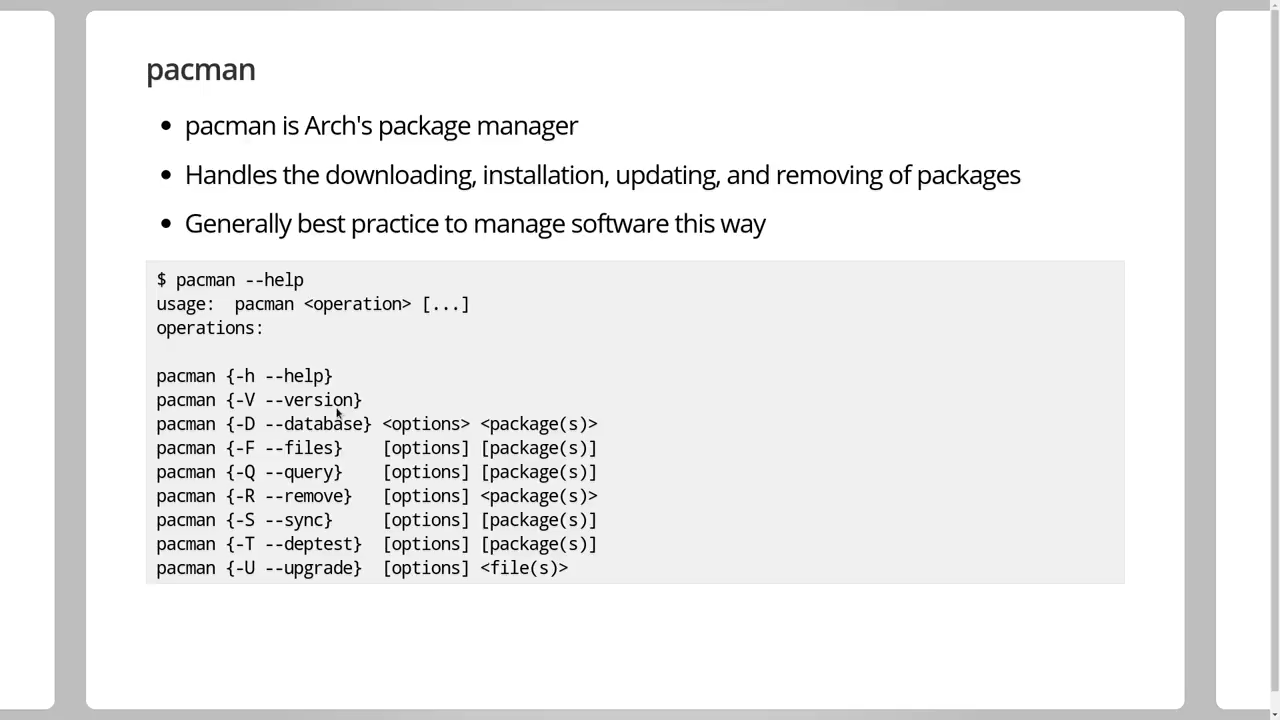 pacman
• pacman is Arch's package manager
• Handles the downloading, installation, updating, and removing of packages
• Generally best practice to manage software this way
$ pacman --help
usage:  pacman <operation> [...]
operations:

pacman {-h --help}
pacman {-V --version}
pacman {-D --database} <options> <package(s)>
pacman {-F --files}    [options] [package(s)]
pacman {-Q --query}    [options] [package(s)]
pacman {-R --remove}   [options] <package(s)>
pacman {-S --sync}     [options] [package(s)]
pacman {-T --deptest}  [options] [package(s)]
pacman {-U --upgrade}  [options] <file(s)>